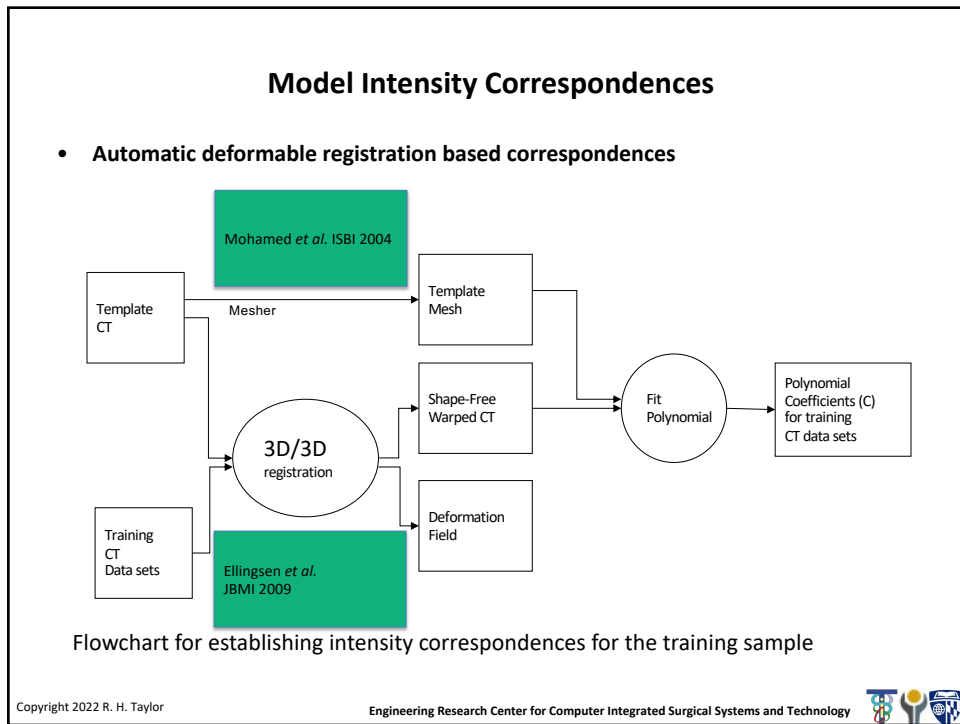 Model Intensity Correspondences
• Automatic deformable registration based correspondences
Mohamed et al. ISBI 2004
Template
CT
Mesher
Template
Mesh
Shape-Free
Warped CT
Fit
Polynomial
Polynomial
Coefficients (C)
for training
CT data sets
3D/3D
registration
Training
CT
Data sets
Deformation
Field
Ellingsen et al.
JBMI 2009
Flowchart for establishing intensity correspondences for the training sample
Copyright 2022 R. H. Taylor
Engineering Research Center for Computer Integrated Surgical Systems and Technology